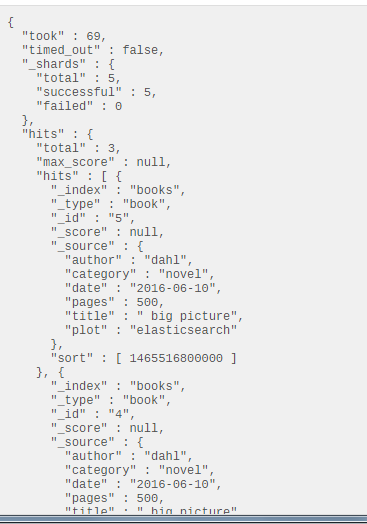 {
  "took" : 69,
  "timed_out" : false,
  "_shards" : {
    "total" : 5,
    "successful" : 5,
    "failed" : 0
  },
  "hits" : {
    "total" : 3,
    "max_score" : null,
    "hits" : [ {
      "_index" : "books",
      "_type" : "book",
      "_id" : "5",
      "_score" : null,
      "_source" : {
        "author" : "dahl",
        "category" : "novel",
        "date" : "2016-06-10",
        "pages" : 500,
        "title" : " big picture",
        "plot" : "elasticsearch"
      },
      "sort" : [ 1465516800000 ]
    }, {
      "_index" : "books",
      "_type" : "book",
      "_id" : "4",
      "_score" : null,
      "_source" : {
        "author" : "dahl",
        "category" : "novel",
        "date" : "2016-06-10",
        "pages" : 500,
        "title" : " big picture"